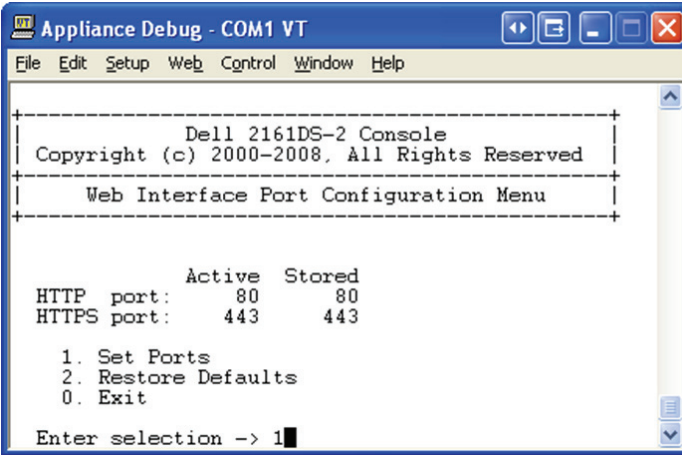 Appliance Debug - COM1 VT
File Edit Setup Web Control Window Help
+------------------------------------------------------+
| Dell 2161DS-2 Console |
| Copyright (c) 2000-2008, All Rights Reserved |
+------------------------------------------------------+
| Web Interface Port Configuration Menu |
+------------------------------------------------------+
Active Stored
HTTP port: 80 80
HTTPS port: 443 443
1. Set Ports
2. Restore Defaults
0. Exit
Enter selection -> 1